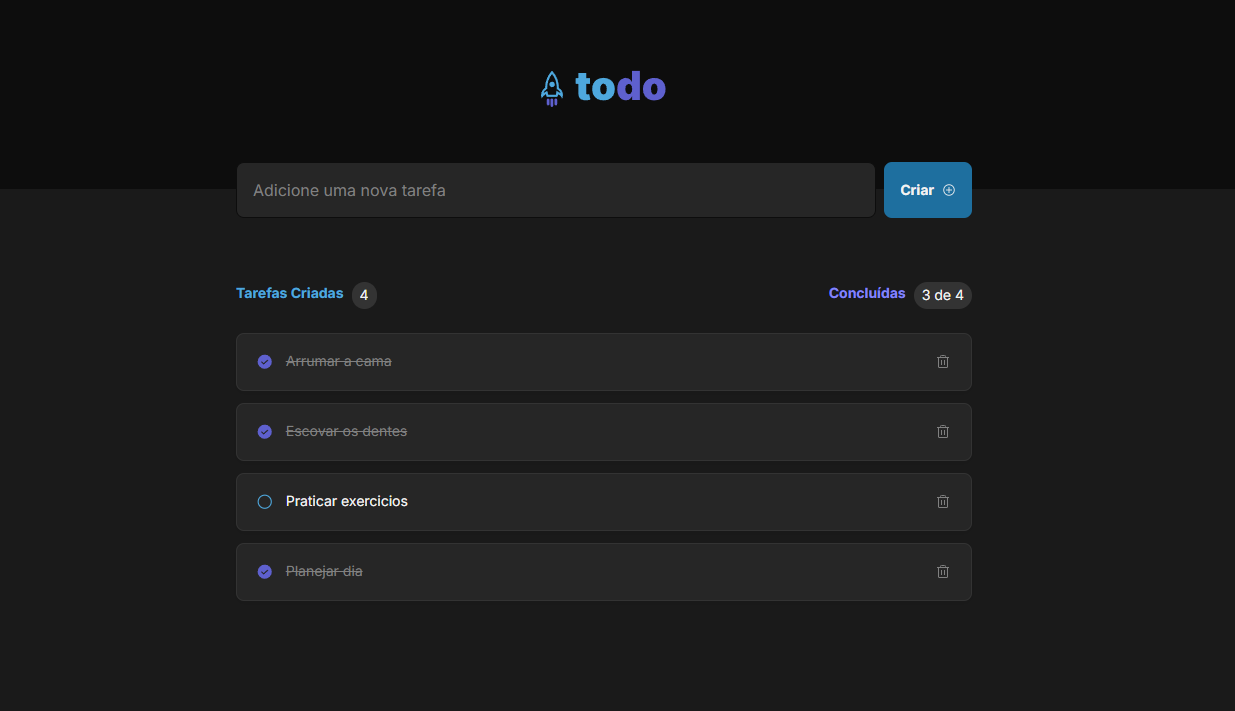 todo
Adicione uma nova tarefa
Criar
Tarefas Criadas 4
Concluídas 3 de 4
Arrumar a cama
Escovar os dentes
Praticar exercicios
Planejar dia